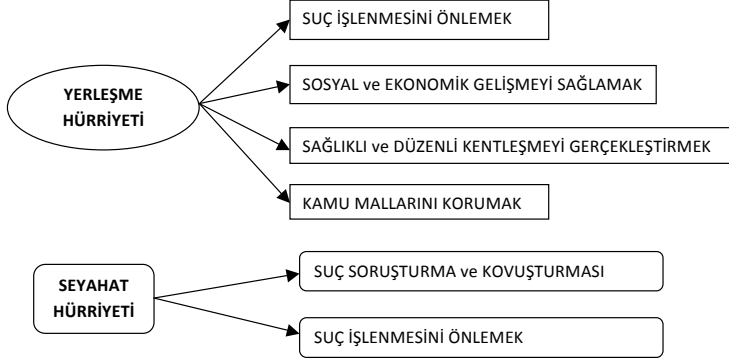 YERLEŞME
HÜRRİYETİ
SUÇ İŞLENMESİNİ ÖNLEMEK
SOSYAL ve EKONOMİK GELİŞMEYİ SAĞLAMAK
SAĞLIKLI ve DÜZENLİ KENTLEŞMEYİ GERÇEKLEŞTİRMEK
KAMU MALLARINI KORUMAK
SEYAHAT
HÜRRİYETİ
SUÇ SORUŞTURMA ve KOVUŞTURMASI
SUÇ İŞLENMESİNİ ÖNLEMEK